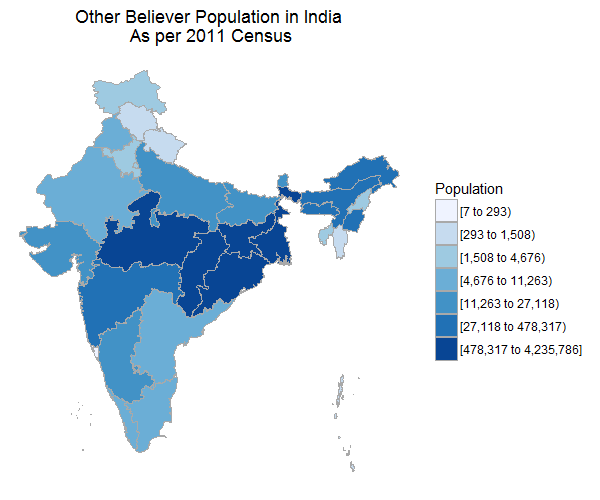 Other Believer Population in India
As per 2011 Census
Population
[7 to 293)
[293 to 1,508)
[1,508 to 4,676)
[4,676 to 11,263)
[11,263 to 27,118)
[27,118 to 478,317)
[478,317 to 4,235,786]